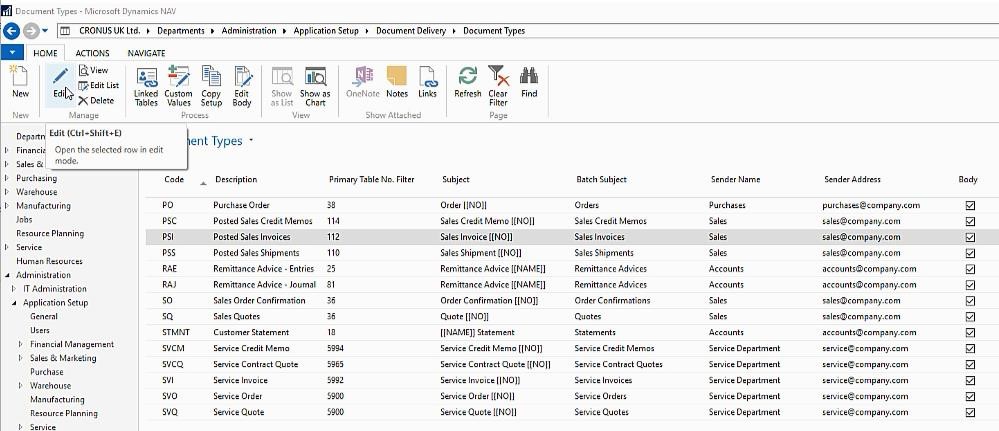 Document Types - Microsoft Dynamics NAV
CRONUS UK Ltd. Departments Administration Application Setup Document Delivery Document Types
HOME ACTIONS NAVIGATE
New
Edit
View
Edit List
Delete
Linked Tables
Custom Values
Copy Setup
Edit Body
Show as List
Show as Chart
OneNote
Notes
Links
Refresh
Clear Filter
Find
New Manage Process View Show Attached Page
Edit (Ctrl+Shift+E)
Open the selected row in edit
mode.
Sales &
Purchasing
Warehouse
Manufacturing
Jobs
Resource Planning
Service
Human Resources
Administration
IT Administration
Application Setup
General
Users
Financial Management
Sales & Marketing
Purchase
Warehouse
Manufacturing
Resource Planning
Service
Types
Code Description Primary Table No. Filter Subject Batch Subject Sender Name Sender Address Body
PO Purchase Order 38 Order [[NO]] Orders Purchases purchases@company.com
PSC Posted Sales Credit Memos 114 Sales Credit Memo [[NO]] Sales Credit Memos Sales sales@company.com
PSI Posted Sales Invoices 112 Sales Invoice [[NO]] Sales Invoices Sales sales@company.com
PSS Posted Sales Shipments 110 Sales Shipment [[NO]] Sales Shipments Sales sales@company.com
RAE Remittance Advice - Entries 25 Remittance Advice [[NAME]] Remittance Advices Accounts accounts@company.com
RAJ Remittance Advice - Journal 81 Remittance Advice [[NAME]] Remittance Advices Accounts accounts@company.com
SO Sales Order Confirmation 36 Order Confirmation [[NO]] Order Confirmations Sales sales@company.com
SQ Sales Quotes 36 Quote [[NO]] Quotes Sales sales@company.com
STMNT Customer Statement 18 [[NAME]] Statement Statements Accounts accounts@company.com
SVCM Service Credit Memo 5994 Service Credit Memo [[NO]] Service Credit Memos Service Department service@company.com
SVCQ Service Contract Quote 5965 Service Contract Quote [[NO]] Service Contract Quotes Service Department service@company.com
SVI Service Invoice 5992 Service Invoice [[NO]] Service Invoices Service Department service@company.com
SVO Service Order 5900 Service Order [[NO]] Service Orders Service Department service@company.com
SVQ Service Quote 5900 Service Quote [[NO]] Service Quotes Service Department service@company.com